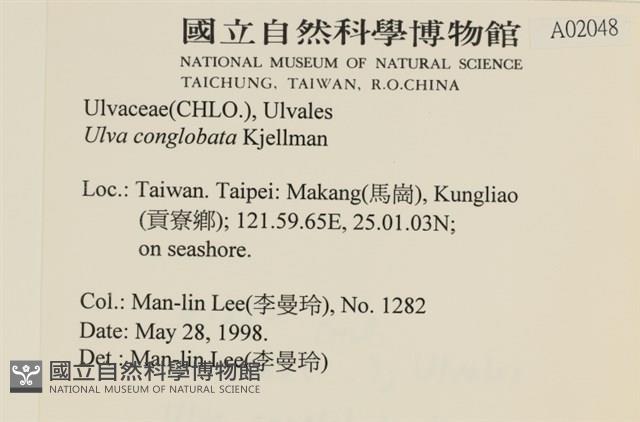 國立自然科學博物館
A02048
NATIONAL MUSEUM OF NATURAL SCIENCE
TAICHUNG, TAIWAN, R.O.CHINA
Ulvaceae(CHLO.), Ulvales
Ulva conglobata Kjellman
Loc.: Taiwan. Taipei: Makang(馬崗), Kungliao
(貢寮鄉); 121.59.65E, 25.01.03N;
on seashore.
Col.: Man-lin Lee(李曼玲), No. 1282
Date: May 28, 1998.
Det.: Man-lin Lee(李曼玲)
國立自然科學博物館
NATIONAL MUSEUM OF NATURAL SCIENCE